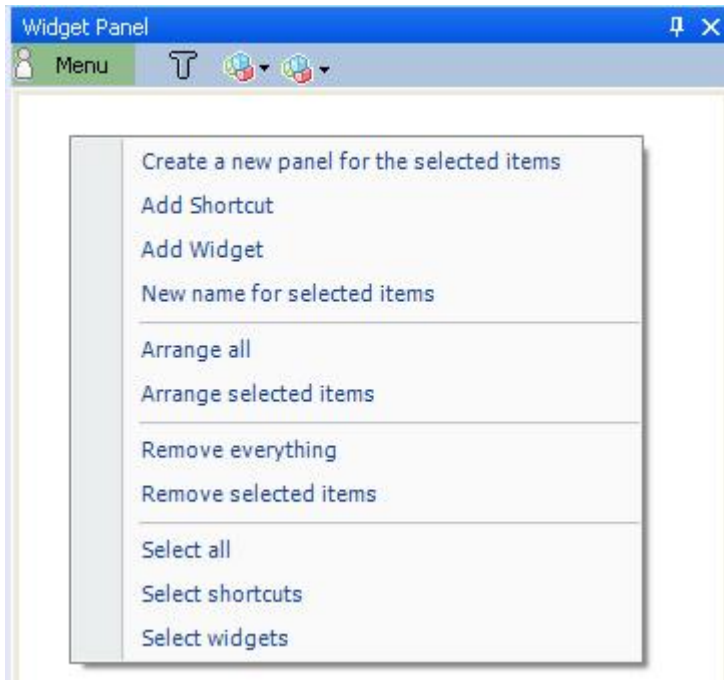 Widget Panel
Menu
Create a new panel for the selected items
Add Shortcut
Add Widget
New name for selected items
Arrange all
Arrange selected items
Remove everything
Remove selected items
Select all
Select shortcuts
Select widgets